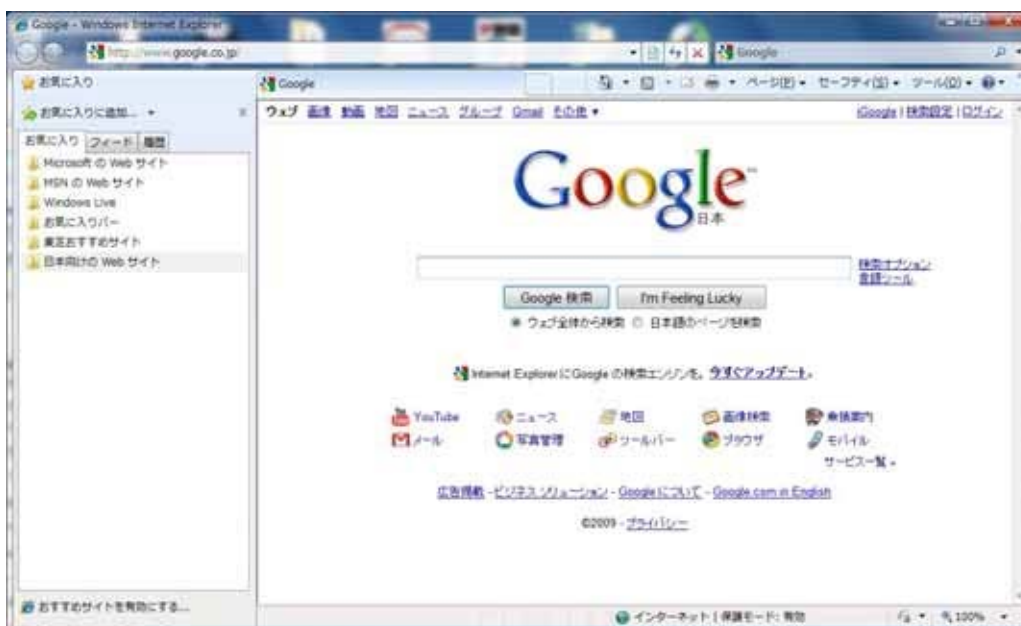 Google - Windows Internet Explorer
http://www.google.co.jp/
Google
お気に入り
Google
ページ(P)
セーフティ(S)
ツール(O)
お気に入りに追加...
お気に入り フィード 履歴
Microsoft の Web サイト
MSN の Web サイト
Windows Live
お気に入りバー
東芝おすすめサイト
日本向けの Web サイト
おすすめサイトを有効にする...
ウェブ 画像 動画 地図 ニュース グループ Gmail その他 ▼
iGoogle | 検索設定 | ログイン
Google™
日本
検索オプション
言語ツール
Google 検索 I'm Feeling Lucky
ウェブ全体から検索 日本語のページを検索
Internet Explorer に Google の検索エンジンを。今すぐアップデート。
YouTube ニュース 地図 画像検索 乗換案内
メール 写真管理 ツールバー ブラウザ モバイル
サービス一覧 »
広告掲載 - ビジネス ソリューション - Google について - Google.com in English
©2009 - プライバシー
インターネット | 保護モード: 有効
100%